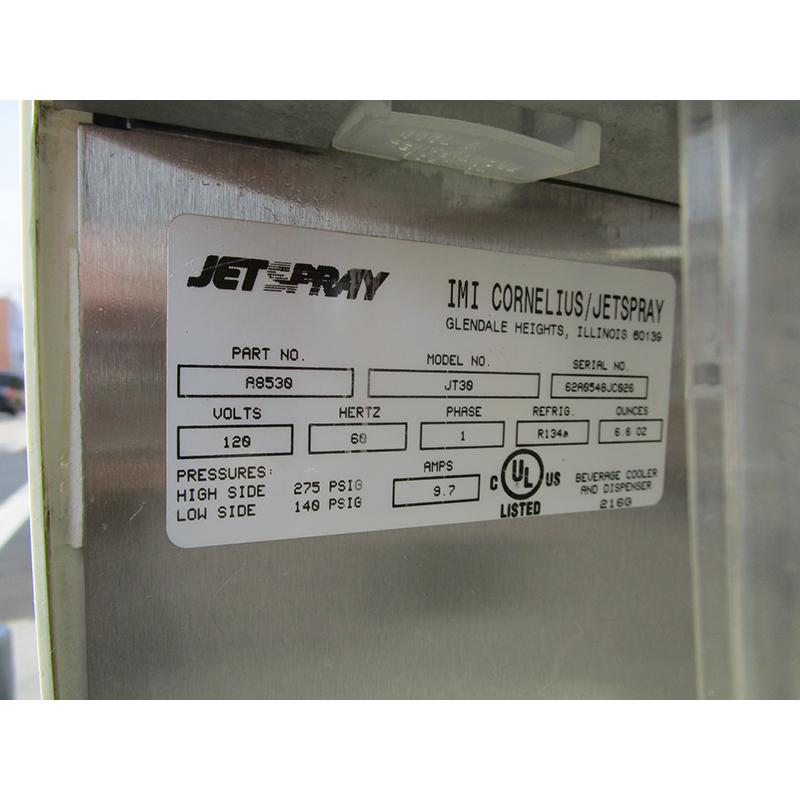 JETSPRAY
IMI CORNELIUS/JETSPRAY
GLENDALE HEIGHTS, ILLINOIS 60139
PART NO. MODEL NO. SERIAL NO.
A8530 JT30 62A0548JC026
VOLTS HERTZ PHASE REFRIG. OUNCES
120 60 1 R134a 6.6 OZ
PRESSURES: AMPS
HIGH SIDE 275 PSIG 9.7
LOW SIDE 140 PSIG
C UL US
LISTED
BEVERAGE COOLER
AND DISPENSER
216G